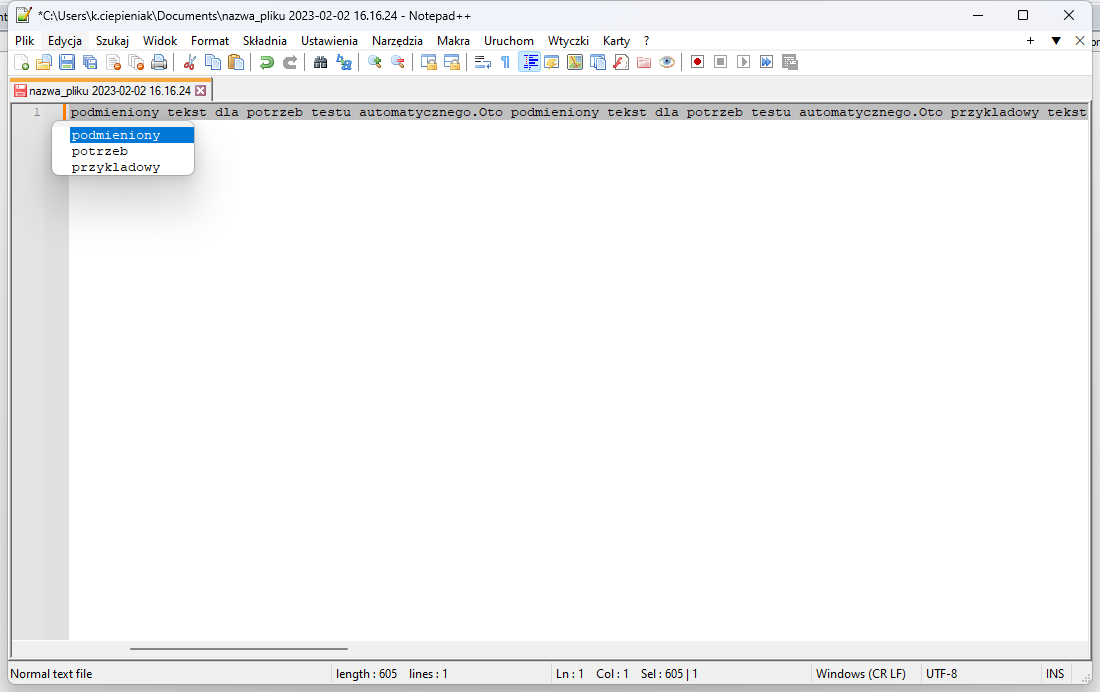 *C:\Users\k.ciepieniak\Documents\nazwa_pliku 2023-02-02 16.16.24 - Notepad++
Plik Edycja Szukaj Widok Format Składnia Ustawienia Narzędzia Makra Uruchom Wtyczki Karty ? + ▼ X
nazwa_pliku 2023-02-02 16.16.24
1 podmieniony tekst dla potrzeb testu automatycznego.Oto podmieniony tekst dla potrzeb testu automatycznego.Oto przykladowy tekst
podmieniony
potrzeb
przykladowy
Normal text file length : 605 lines : 1 Ln : 1 Col : 1 Sel : 605 | 1 Windows (CR LF) UTF-8 INS